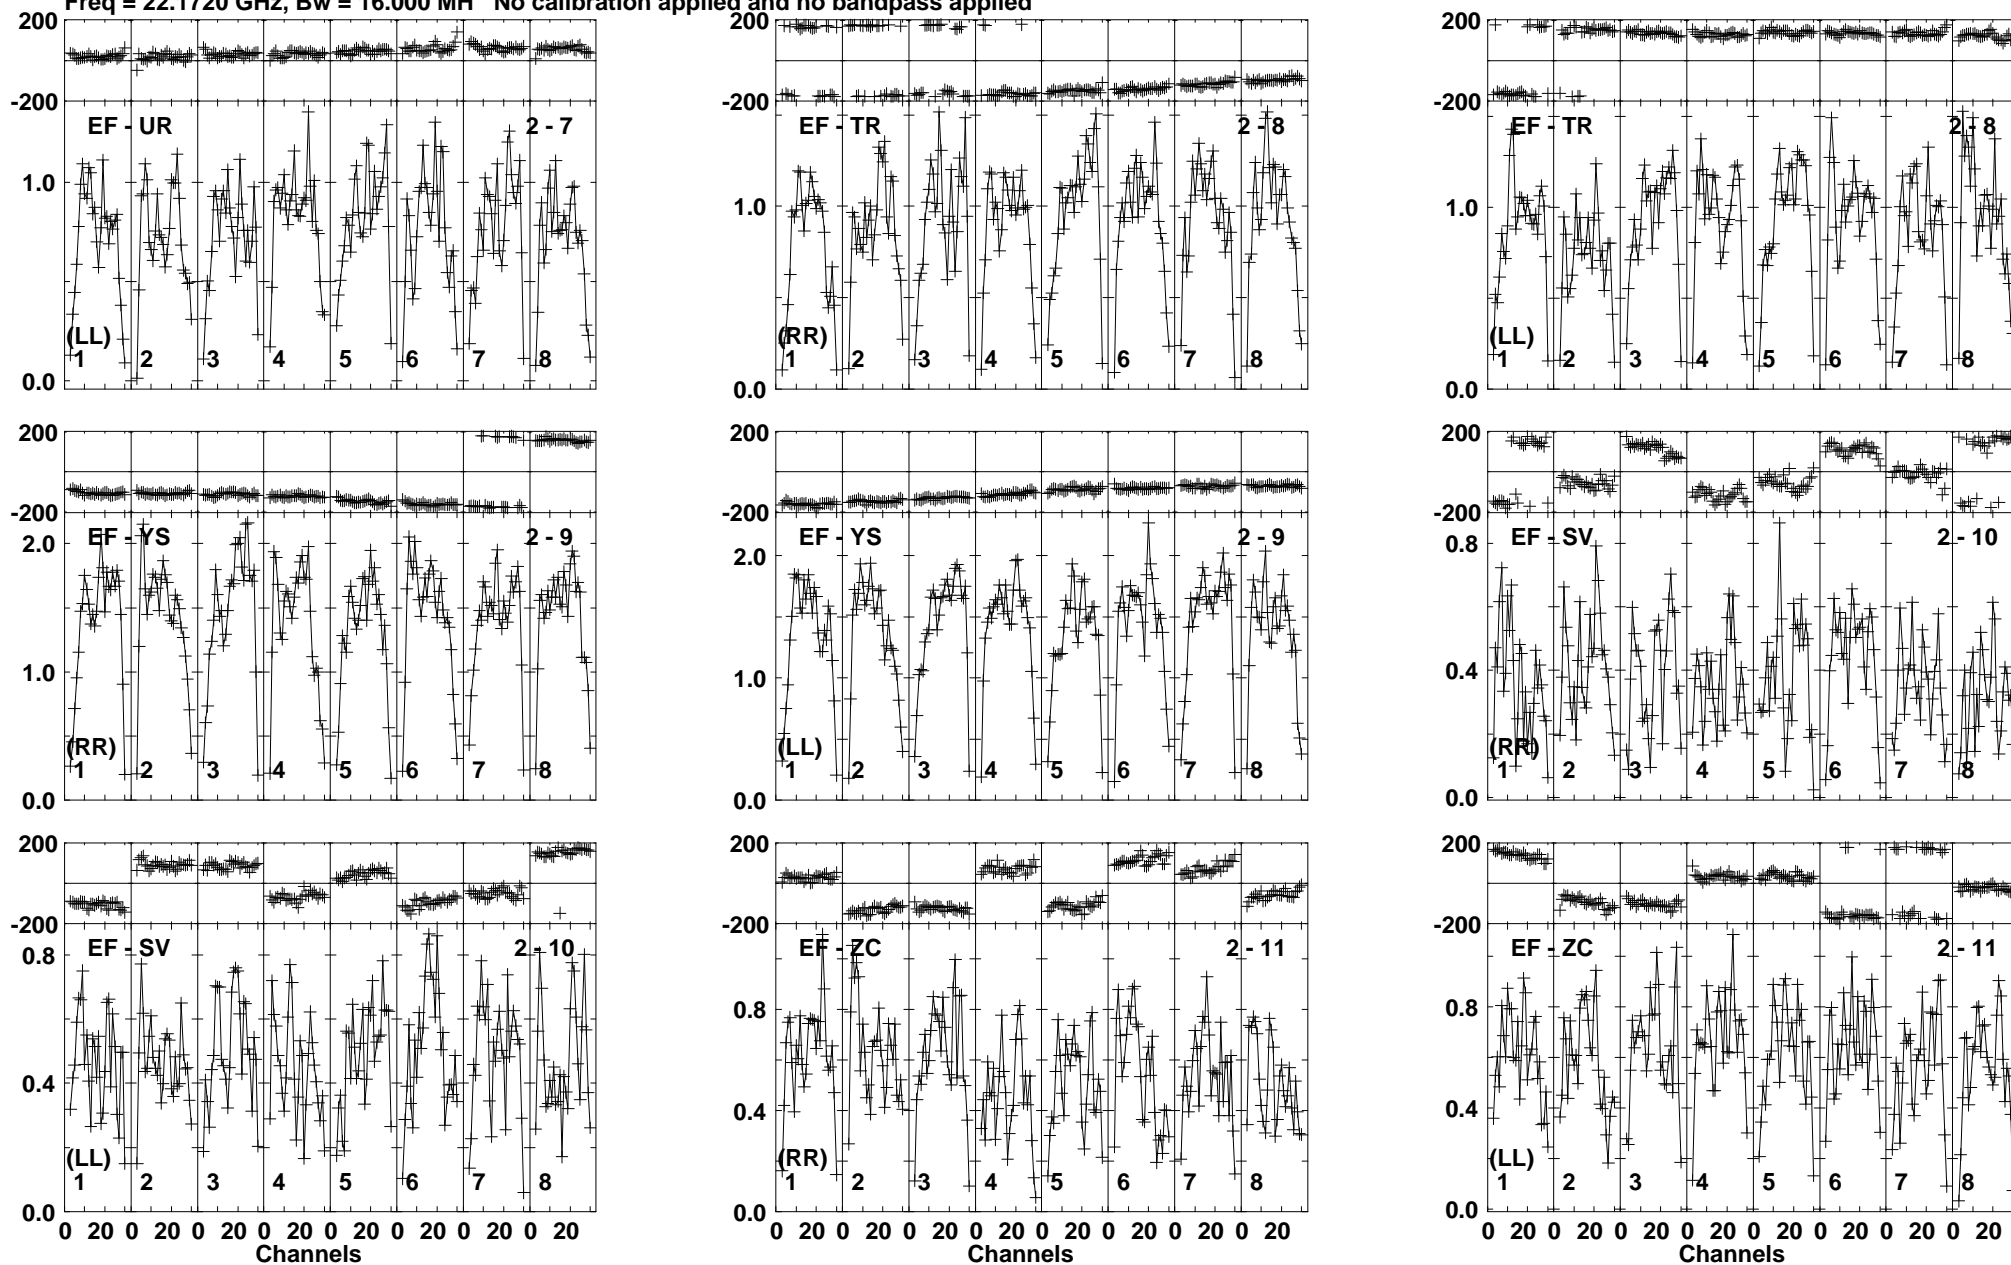 Freq = 22.1720 GHz, Bw = 16.000 MH No calibration applied and no bandpass applied
200 200 200
-200 -200 -200
EF - UR 2 - 7 EF - TR 2 - 8 EF - TR 2 - 8
1.0 1.0 1.0
(LL) (RR) (LL)
1 2 3 4 5 6 7 8 1 2 3 4 5 6 7 8 1 2 3 4 5 6 7 8
0.0 0.0 0.0
200 200 200
-200 -200 -200
EF - YS 2 - 9 EF - YS 2 - 9 EF - SV 2 - 10
2.0 2.0 0.8
1.0 1.0 0.4
(RR) (LL) (RR)
1 2 3 4 5 6 7 8 1 2 3 4 5 6 7 8 1 2 3 4 5 6 7 8
0.0 0.0 0.0
200 200 200
-200 -200 -200
EF - SV 2 - 10 EF - ZC 2 - 11 EF - ZC 2 - 11
0.8 0.8 0.8
0.4 0.4 0.4
(LL) (RR) (LL)
1 2 3 4 5 6 7 8 1 2 3 4 5 6 7 8 1 2 3 4 5 6 7 8
0.0 0.0 0.0
0 20 0 20 0 20 0 20 0 20 0 20 0 20 0 20 0 20 0 20 0 20 0 20 0 20 0 20 0 20 0 20 0 20 0 20 0 20 0 20 0 20 0 20 0 20 0 20
Channels Channels Channels